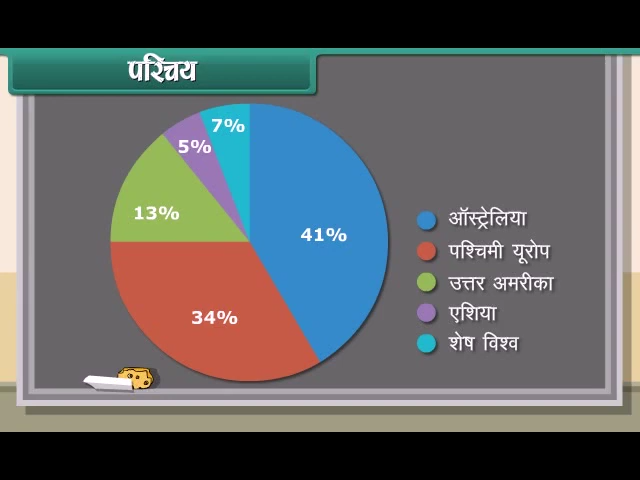 परिचय
7%
5%
13%
41%
34%
ऑस्ट्रेलिया
पश्चिमी यूरोप
उत्तर अमरीका
एशिया
शेष विश्व